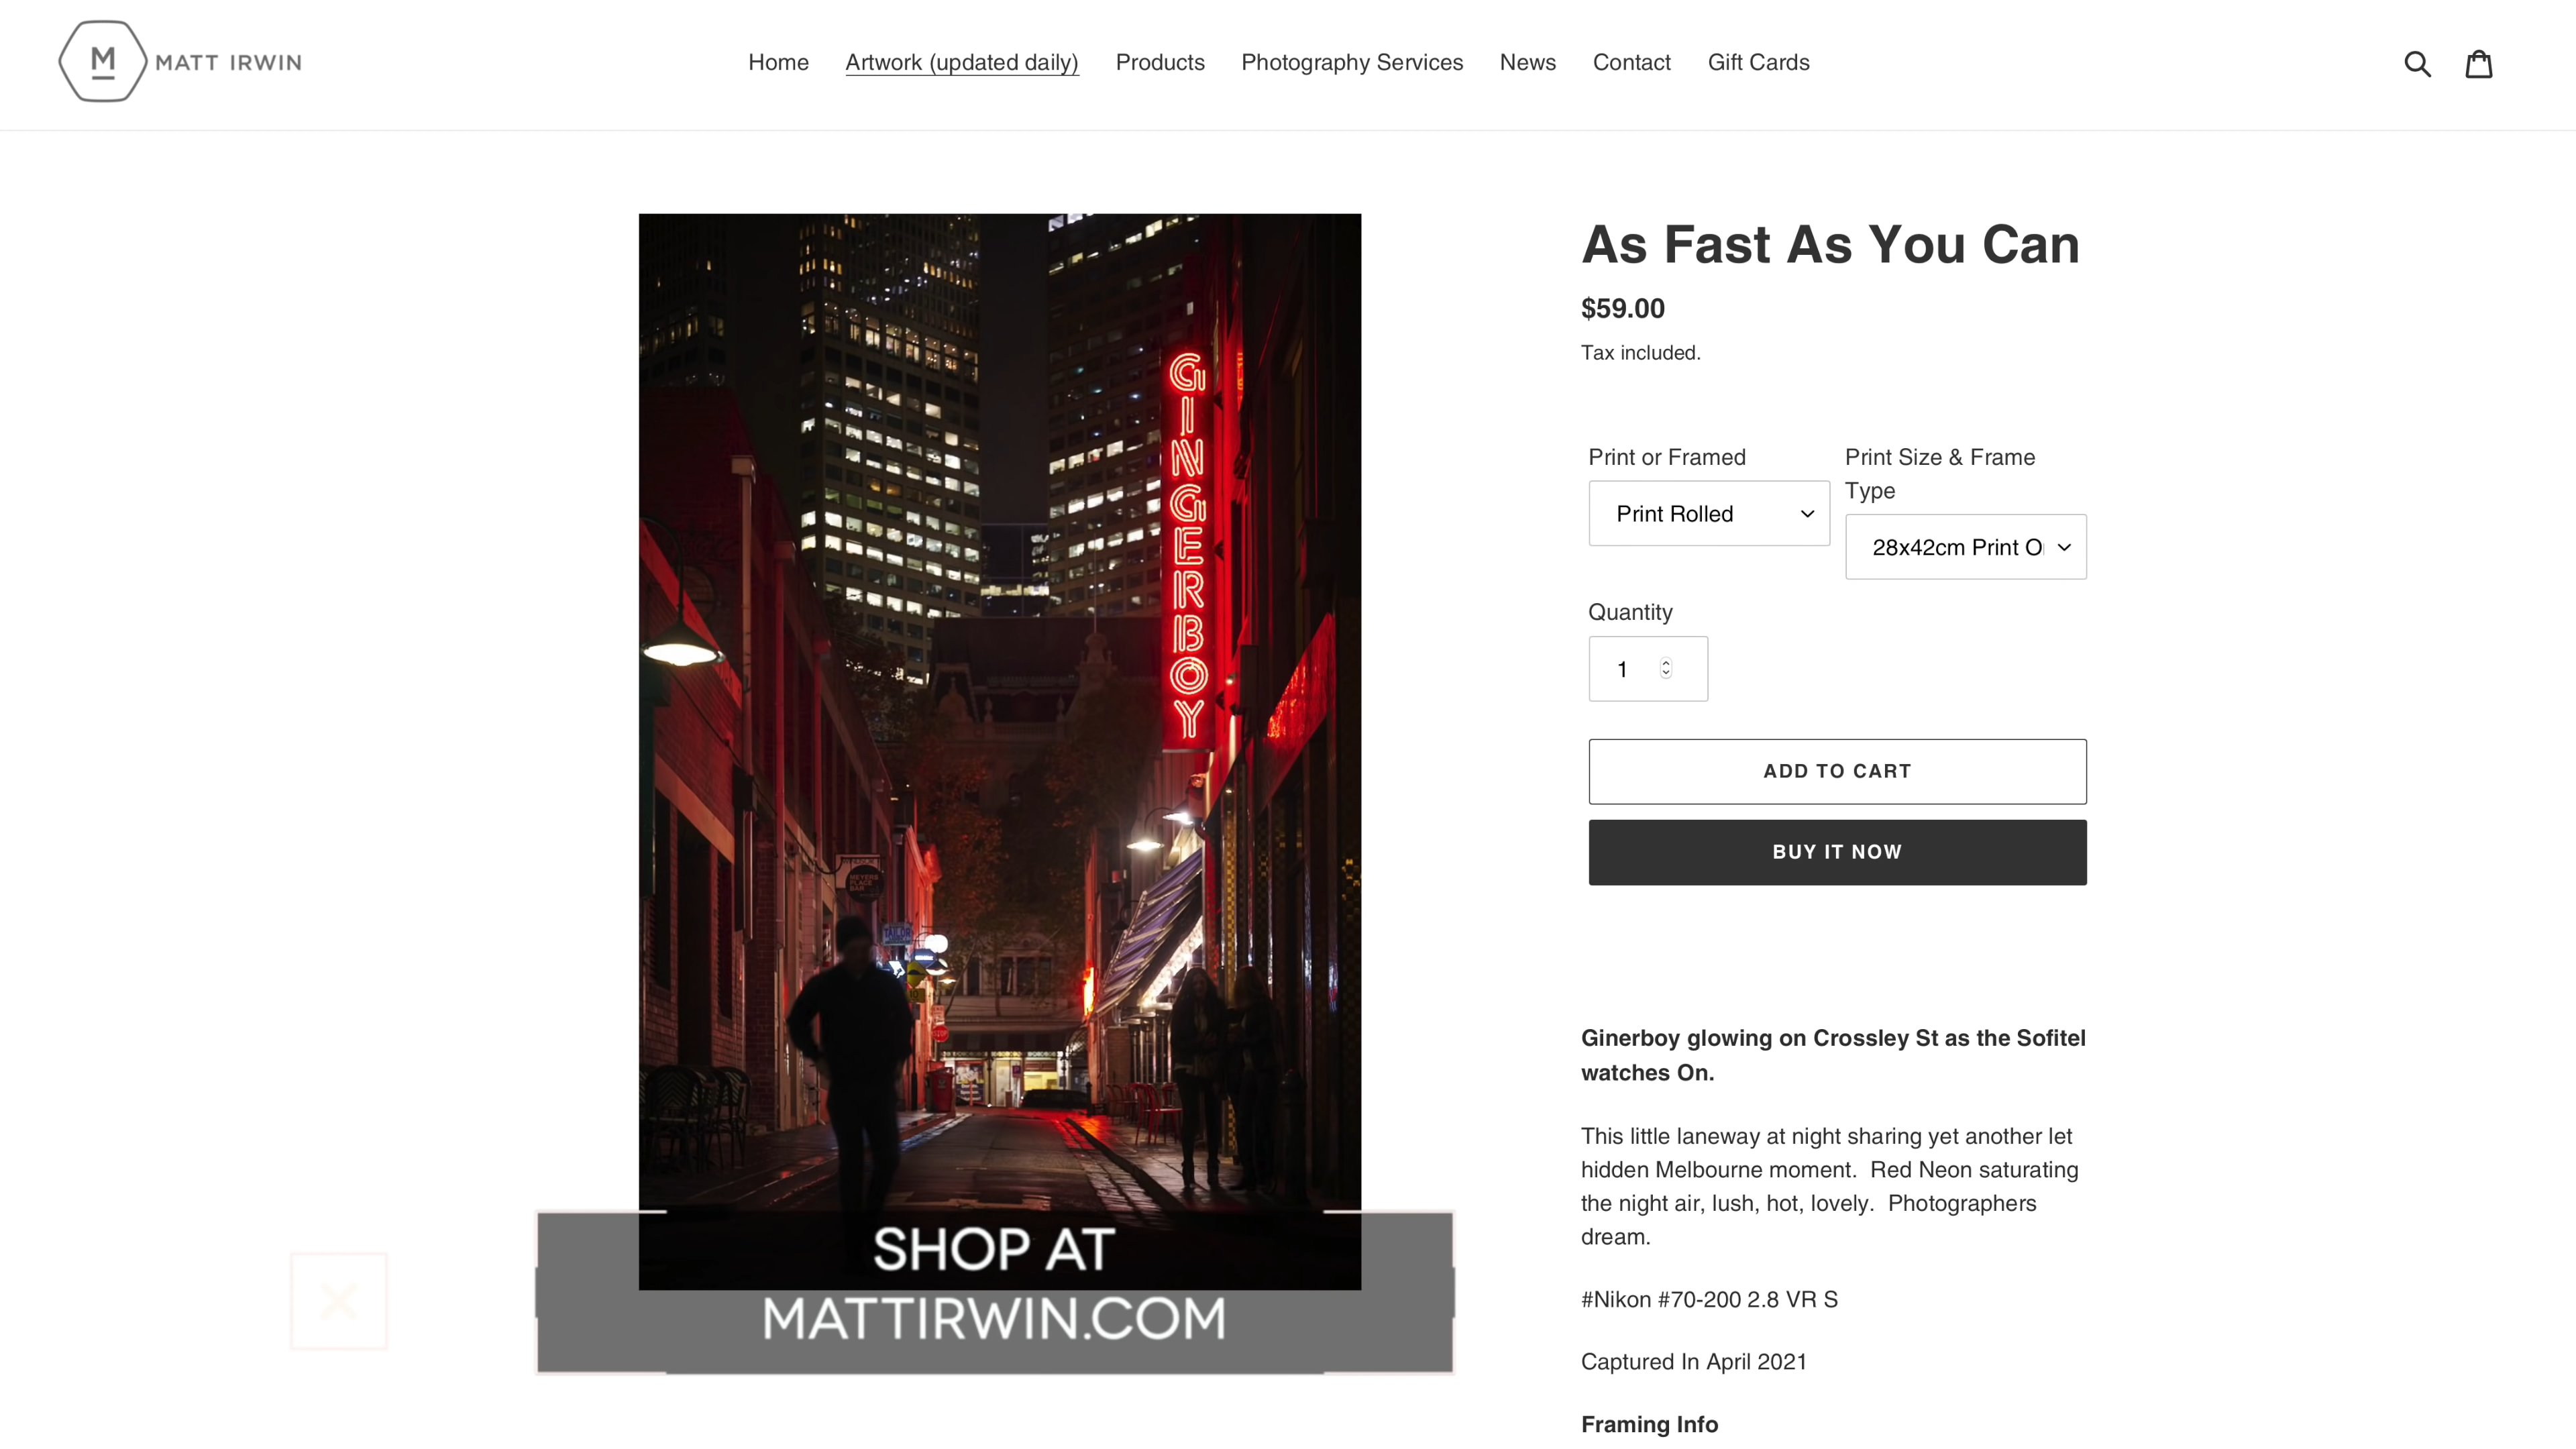 M MATT IRWIN
Home Artwork (updated daily) Products Photography Services News Contact Gift Cards
GINGERBOY
MEYERS
PLACE
BAR
TAILOR
SHOP AT
MATTIRWIN.COM
As Fast As You Can
$59.00
Tax included.
Print or Framed
Print Rolled
Print Size & Frame
Type
28x42cm Print O
Quantity
1
ADD TO CART
BUY IT NOW
Ginerboy glowing on Crossley St as the Sofitel
watches On.
This little laneway at night sharing yet another let
hidden Melbourne moment.  Red Neon saturating
the night air, lush, hot, lovely.  Photographers
dream.
#Nikon #70-200 2.8 VR S
Captured In April 2021
Framing Info